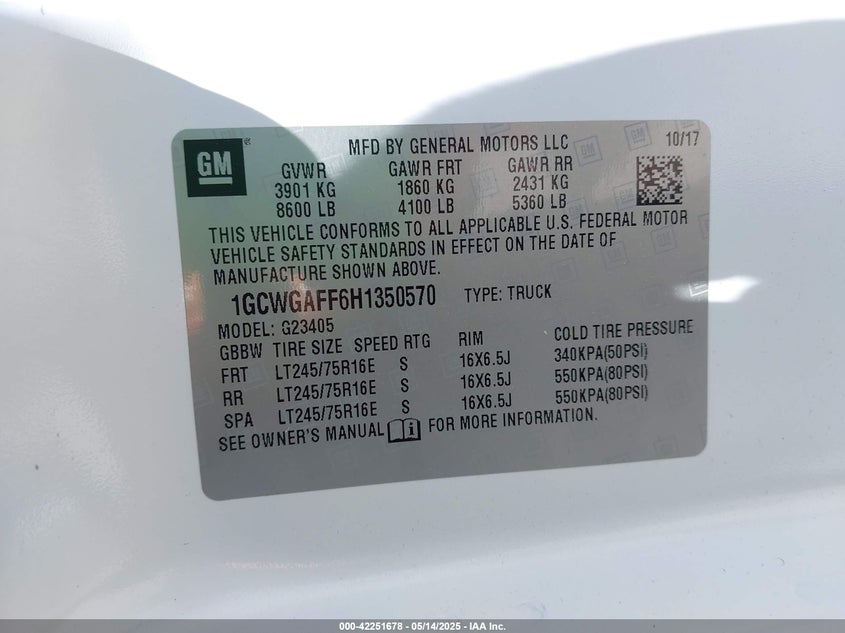 GM ® MFD BY GENERAL MOTORS LLC 10/17
GVWR GAWR FRT GAWR RR
3901 KG 1860 KG 2431 KG
8600 LB 4100 LB 5360 LB
THIS VEHICLE CONFORMS TO ALL APPLICABLE U.S. FEDERAL MOTOR
VEHICLE SAFETY STANDARDS IN EFFECT ON THE DATE OF
MANUFACTURE SHOWN ABOVE.
1GCWGAFF6H1350570 TYPE: TRUCK
MODEL: G23405
GBBW TIRE SIZE SPEED RTG RIM COLD TIRE PRESSURE
FRT LT245/75R16E S 16X6.5J 340KPA(50PSI)
RR LT245/75R16E S 16X6.5J 550KPA(80PSI)
SPA LT245/75R16E S 16X6.5J 550KPA(80PSI)
SEE OWNER'S MANUAL i FOR MORE INFORMATION.
000-42251678 - 05/14/2025 - IAA Inc.